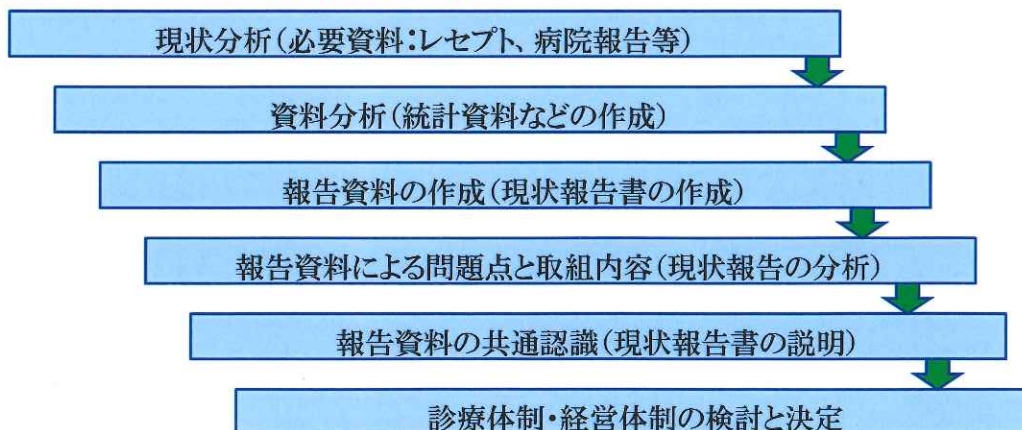 現状分析(必要資料:レセプト、病院報告等)
資料分析(統計資料などの作成)
報告資料の作成(現状報告書の作成)
報告資料による問題点と取組内容(現状報告の分析)
報告資料の共通認識(現状報告書の説明)
診療体制・経営体制の検討と決定